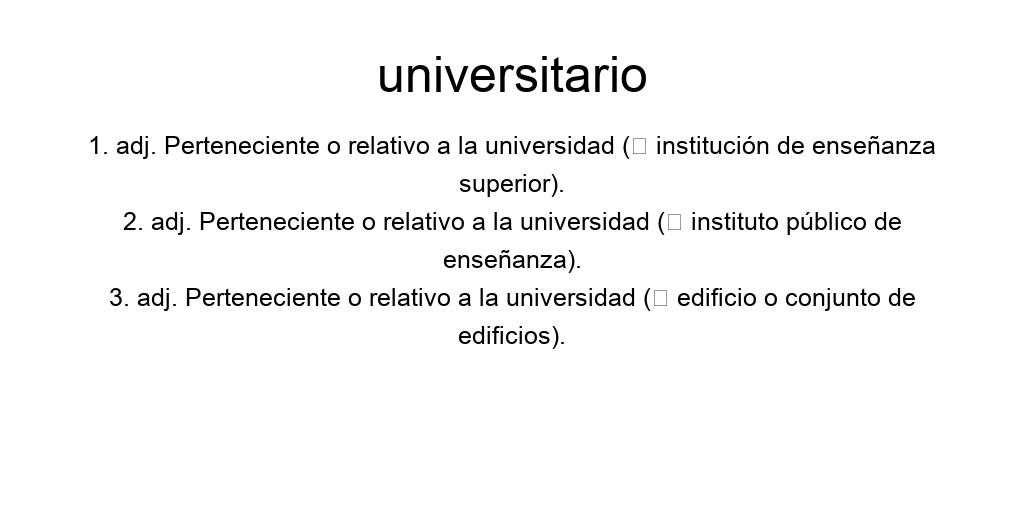 universitario
1. adj. Perteneciente o relativo a la universidad (□ institución de enseñanza
superior).
2. adj. Perteneciente o relativo a la universidad (□ instituto público de
enseñanza).
3. adj. Perteneciente o relativo a la universidad (□ edificio o conjunto de
edificios).